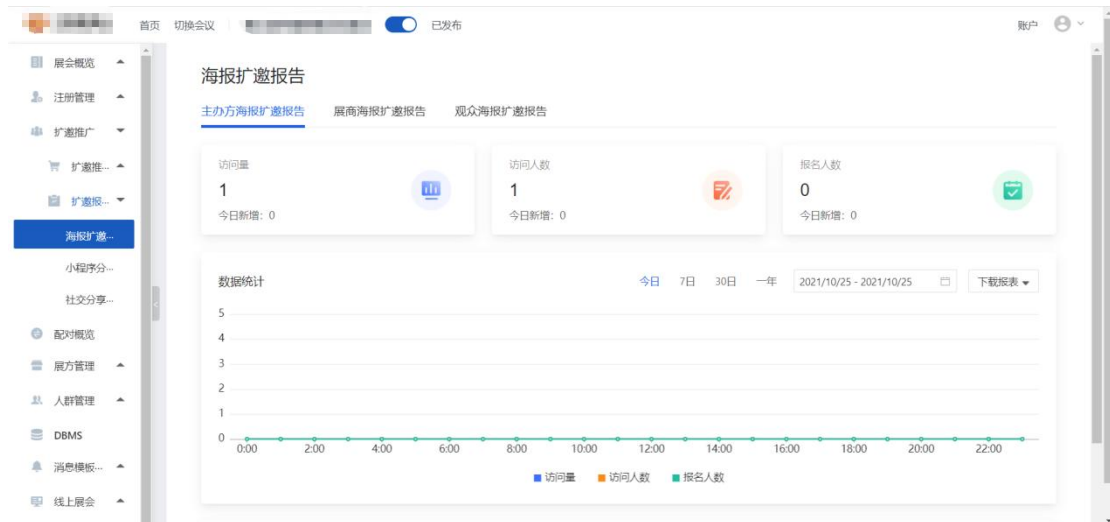 首页 切换会议 已发布 账户
展会概览
注册管理
扩邀推广
扩邀推...
扩邀报...
海报扩邀...
小程序分...
社交分享...
配对概览
展方管理
人群管理
DBMS
消息模板...
线上展会
海报扩邀报告
主办方海报扩邀报告 展商海报扩邀报告 观众海报扩邀报告
访问量
1
今日新增：0
访问人数
1
今日新增：0
报名人数
0
今日新增：0
数据统计 今日 7日 30日 一年 2021/10/25 - 2021/10/25 下载报表
5
4
3
2
1
0
0:00 2:00 4:00 6:00 8:00 10:00 12:00 14:00 16:00 18:00 20:00 22:00
访问量 访问人数 报名人数